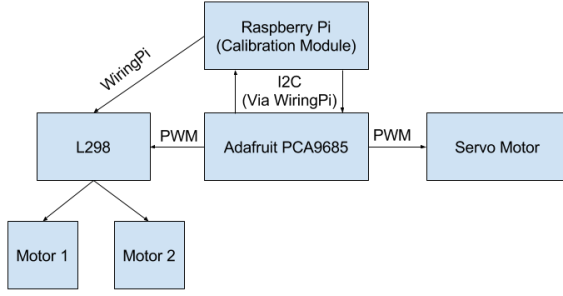 Raspberry Pi
(Calibration Module)
WiringPi
I2C
(Via WiringPi)
L298
PWM
Adafruit PCA9685
PWM
Servo Motor
Motor 1
Motor 2